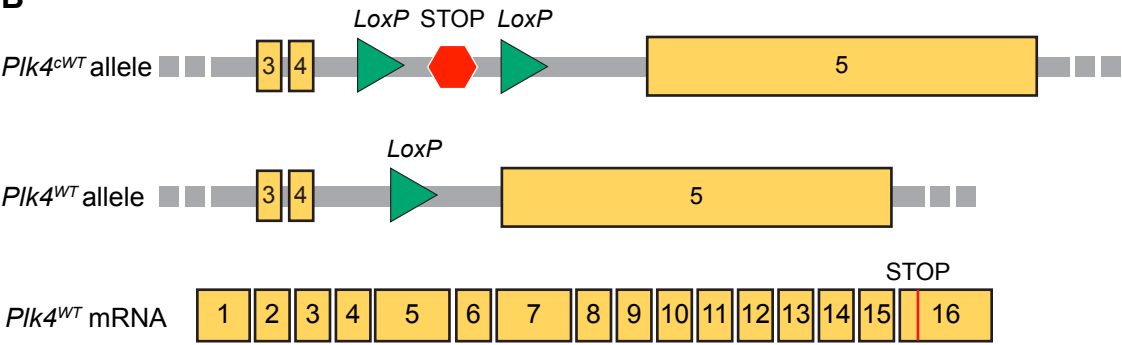 B
LoxP STOP LoxP
Plk4cWT allele 3 4 5
LoxP
Plk4WT allele 3 4 5
STOP
Plk4WT mRNA 1 2 3 4 5 6 7 8 9 10 11 12 13 14 15 16